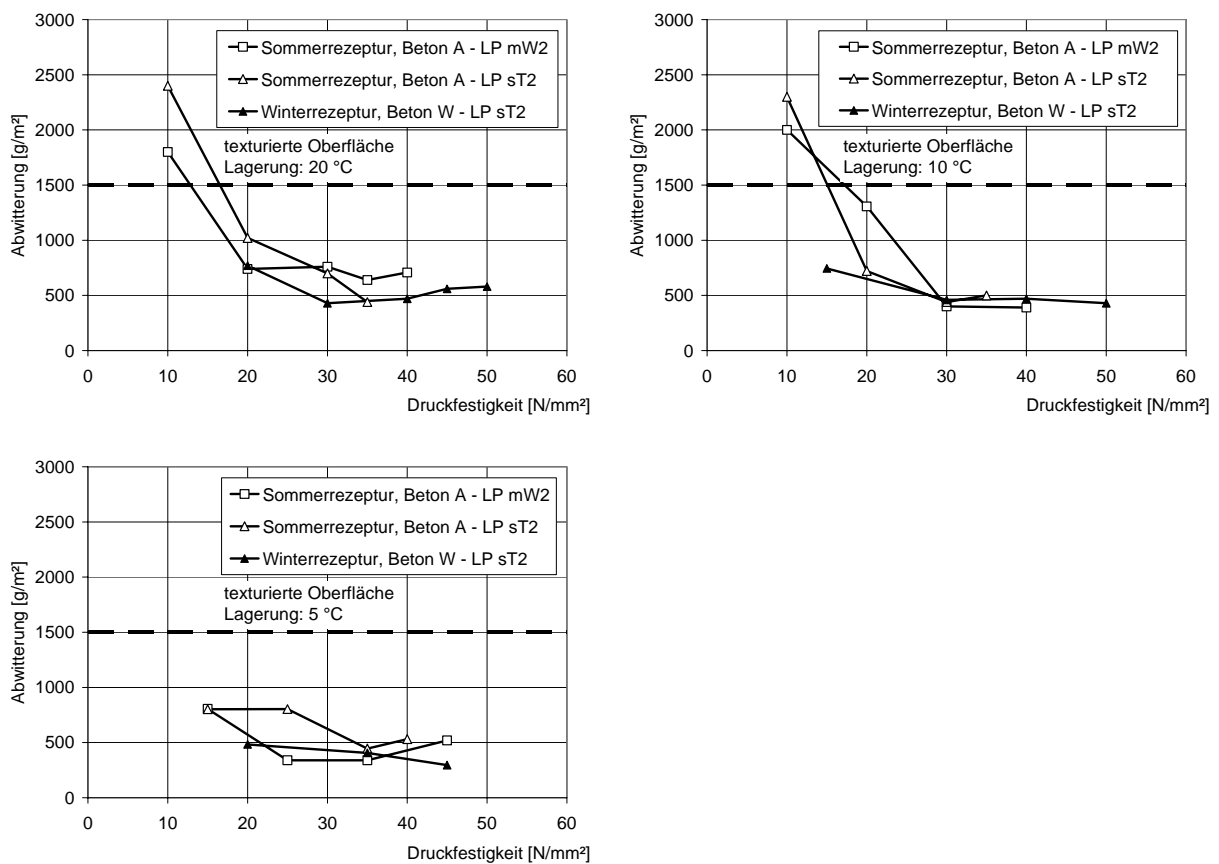 3000
2500
2000
1500
1000
500
0
Abwitterung [g/m²]
Sommerrezeptur, Beton A - LP mW2
Sommerrezeptur, Beton A - LP sT2
Winterrezeptur, Beton W - LP sT2
texturierte Oberfläche
Lagerung: 20 °C
0 10 20 30 40 50 60
Druckfestigkeit [N/mm²]
3000
2500
2000
1500
1000
500
0
Abwitterung [g/m²]
Sommerrezeptur, Beton A - LP mW2
Sommerrezeptur, Beton A - LP sT2
Winterrezeptur, Beton W - LP sT2
texturierte Oberfläche
Lagerung: 10 °C
0 10 20 30 40 50 60
Druckfestigkeit [N/mm²]
3000
2500
2000
1500
1000
500
0
Abwitterung [g/m²]
Sommerrezeptur, Beton A - LP mW2
Sommerrezeptur, Beton A - LP sT2
Winterrezeptur, Beton W - LP sT2
texturierte Oberfläche
Lagerung: 5 °C
0 10 20 30 40 50 60
Druckfestigkeit [N/mm²]